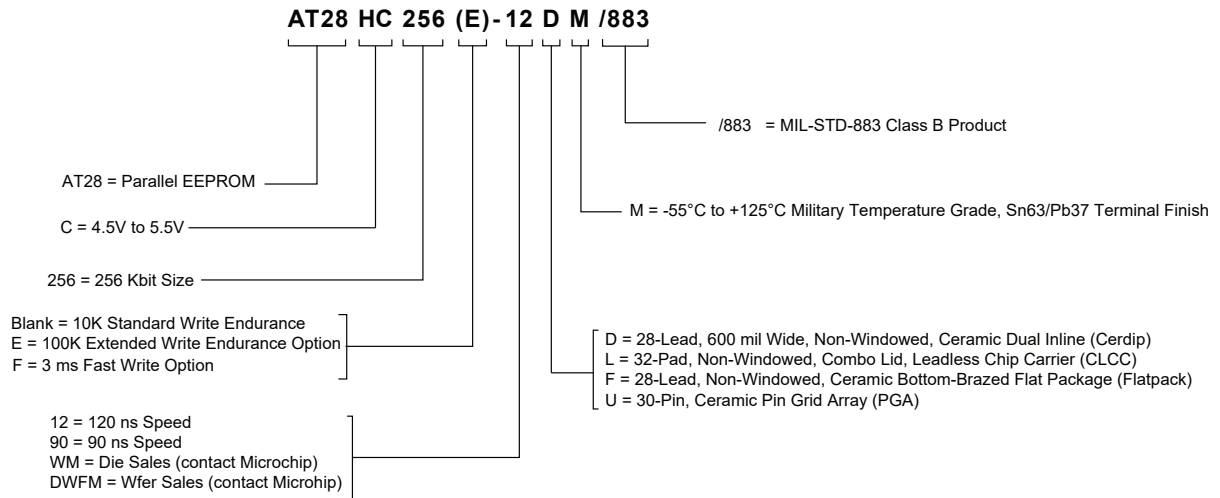 AT28 HC 256 (E)-12 D M /883
/883 = MIL-STD-883 Class B Product
AT28 = Parallel EEPROM
M = -55°C to +125°C Military Temperature Grade, Sn63/Pb37 Terminal Finish
C = 4.5V to 5.5V
256 = 256 Kbit Size
Blank = 10K Standard Write Endurance
E = 100K Extended Write Endurance Option
F = 3 ms Fast Write Option
D = 28-Lead, 600 mil Wide, Non-Windowed, Ceramic Dual Inline (Cerdip)
L = 32-Pad, Non-Windowed, Combo Lid, Leadless Chip Carrier (CLCC)
F = 28-Lead, Non-Windowed, Ceramic Bottom-Brazed Flat Package (Flatpack)
U = 30-Pin, Ceramic Pin Grid Array (PGA)
12 = 120 ns Speed
90 = 90 ns Speed
WM = Die Sales (contact Microchip)
DWFM = Wfer Sales (contact Microhip)